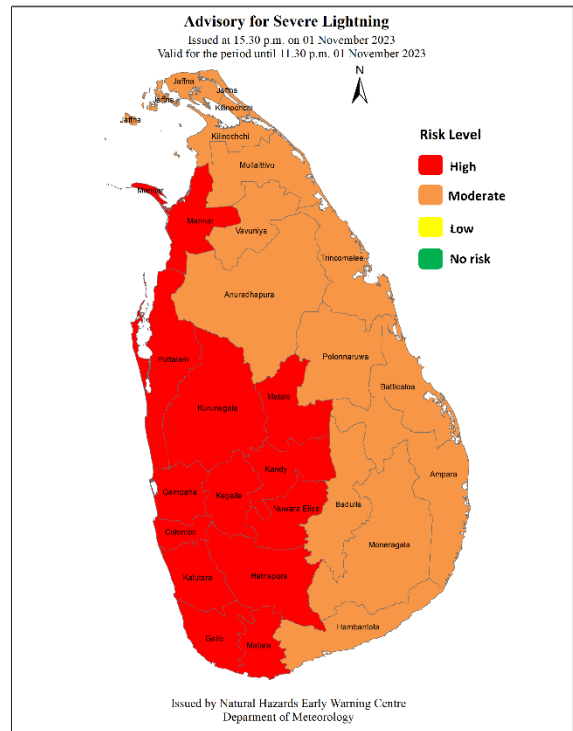 Advisory for Severe Lightning
Issued at 15.30 p.m. on 01 November 2023
Valid for the period until 11.30 p.m. 01 November 2023
N
Risk Level
High
Moderate
Low
No risk
Jaffna
Jaffna
Jaffna
Jaffna
Kilinochchi
Kilinochchi
Mullaittivu
Mannar
Mannar
Vavuniya
Trincomalee
Anuradhapura
Polonnaruwa
Puttalam
Batticaloa
Matale
Kurunegala
Kandy
Ampara
Gampaha
Kegalle
Nuwara Eliya
Badulla
Colombo
Moneragala
Kalutara
Ratnapura
Hambantota
Galle
Matara
Issued by Natural Hazards Early Warning Centre
Deparment of Meteorology